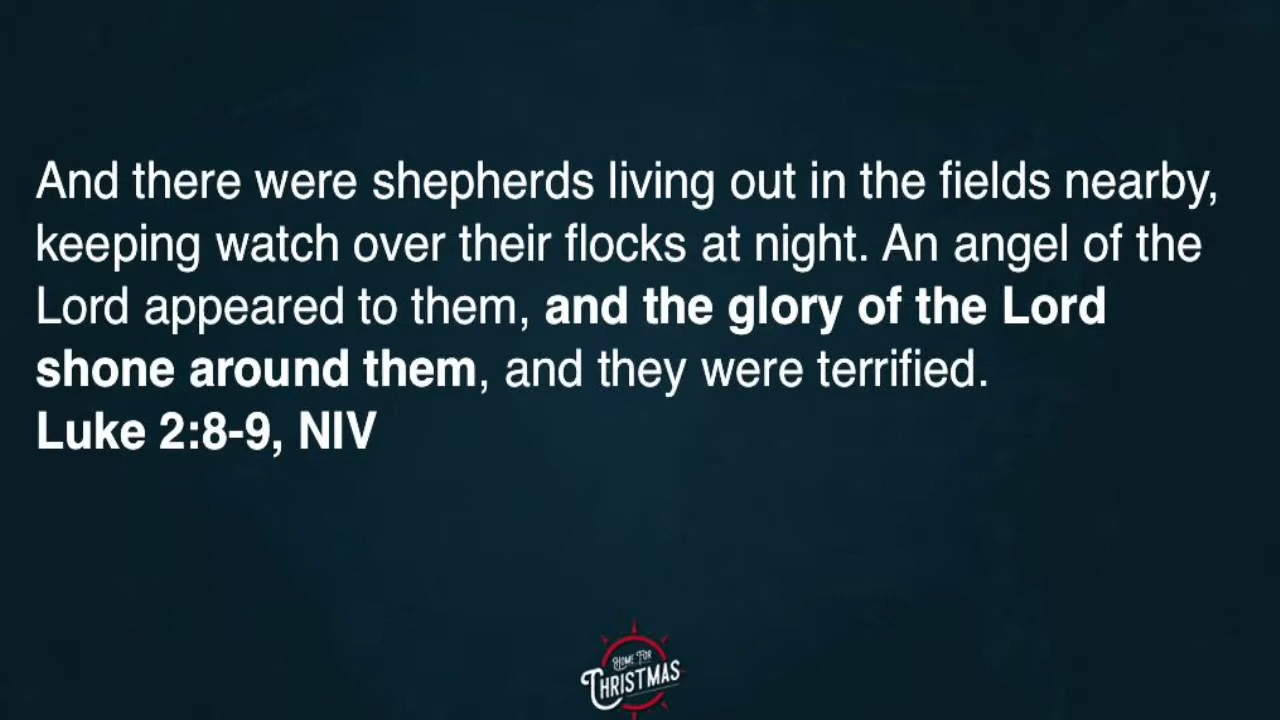 And there were shepherds living out in the fields nearby,
keeping watch over their flocks at night. An angel of the
Lord appeared to them, and the glory of the Lord
shone around them, and they were terrified.
Luke 2:8-9, NIV
HOME FOR
CHRISTMAS